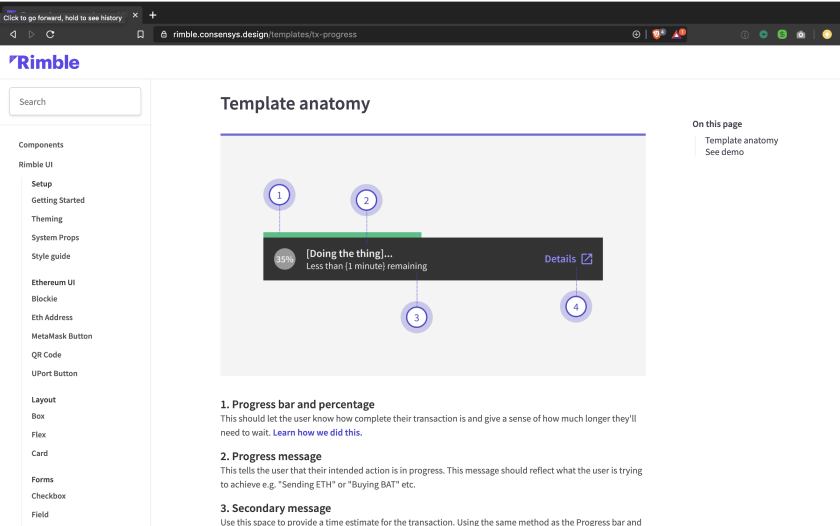 Click to go forward, hold to see history
rimble.consensys.design/templates/tx-progress
Rimble
Search
Components
Rimble UI
Setup
Getting Started
Theming
System Props
Style guide
Ethereum UI
Blockie
Eth Address
MetaMask Button
QR Code
UPort Button
Layout
Box
Flex
Card
Forms
Checkbox
Field
Template anatomy
1
2
35%
[Doing the thing]...
Less than {1 minute} remaining
Details
3
4
1. Progress bar and percentage
This should let the user know how complete their transaction is and give a sense of how much longer they'll
need to wait. Learn how we did this.
2. Progress message
This tells the user that their intended action is in progress. This message should reflect what the user is trying
to achieve e.g. "Sending ETH" or "Buying BAT" etc.
3. Secondary message
Use this space to provide a time estimate for the transaction. Using the same method as the Progress bar and
On this page
Template anatomy
See demo